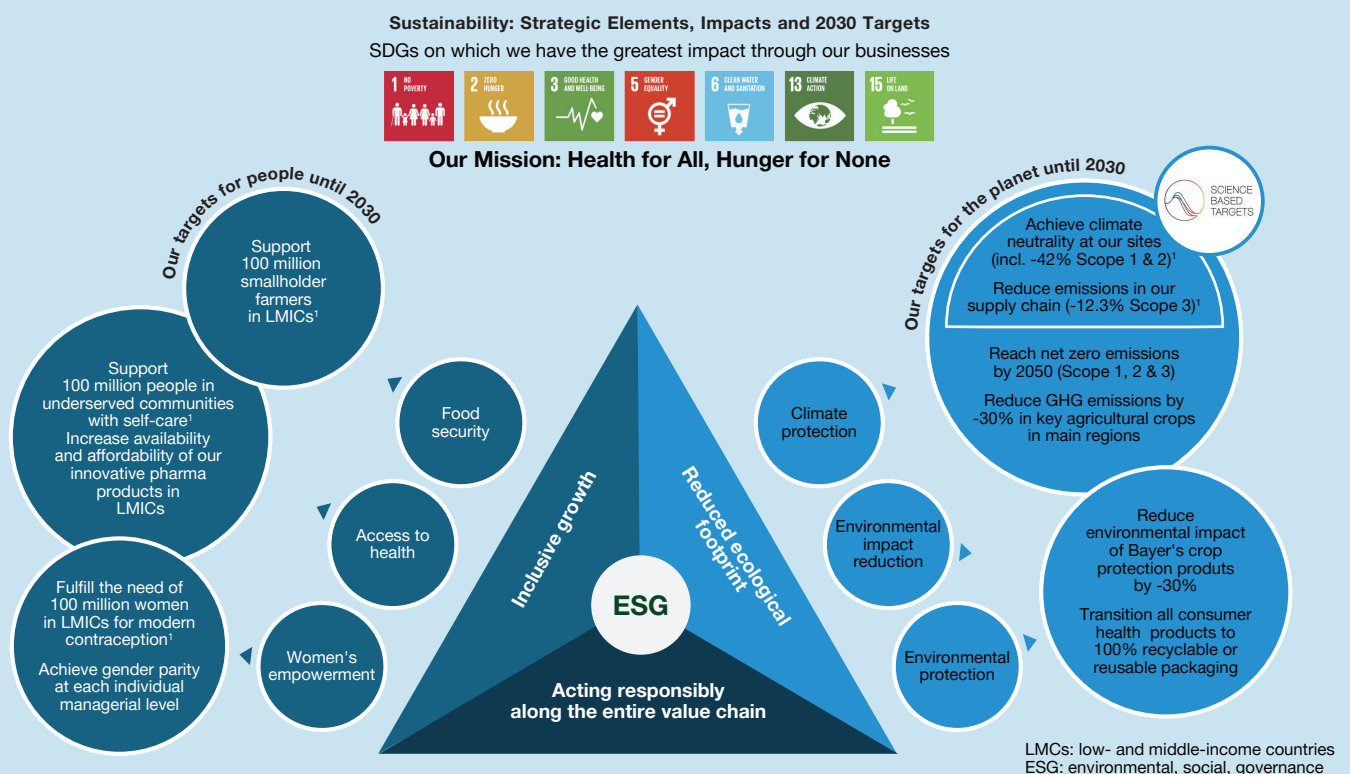 Sustainability: Strategic Elements, Impacts and 2030 Targets
SDGs on which we have the greatest impact through our businesses
1 NO
POVERTY
2 ZERO
HUNGER
3 GOOD HEALTH
AND WELL-BEING
5 GENDER
EQUALITY
6 CLEAN WATER
AND SANITATION
13 CLIMATE
ACTION
15 LIFE
ON LAND
Our Mission: Health for All, Hunger for None
Our targets for people until 2030
Support
100 million
smallholder
farmers
in LMICs¹
Support
100 million people in
underserved communities
with self-care¹
Increase availability
and affordability of our
innovative pharma
products in
LMICs
Fulfill the need of
100 million women
in LMICs for modern
contraception¹
Achieve gender parity
at each individual
managerial level
Food
security
Access to
health
Women's
empowerment
Inclusive growth
Reduced ecological
footprint
ESG
Acting responsibly
along the entire value chain
Climate
protection
Environmental
impact
reduction
Environmental
protection
Our targets for the planet until 2030
SCIENCE
BASED
TARGETS
Achieve climate
neutrality at our sites
(incl. -42% Scope 1 & 2)¹
Reduce emissions in our
supply chain (-12.3% Scope 3)¹
Reach net zero emissions
by 2050 (Scope 1, 2 & 3)
Reduce GHG emissions by
-30% in key agricultural crops
in main regions
Reduce
environmental impact
of Bayer's crop
protection produts
by -30%
Transition all consumer
health products to
100% recyclable or
reusable packaging
LMCs: low- and middle-income countries
ESG: environmental, social, governance